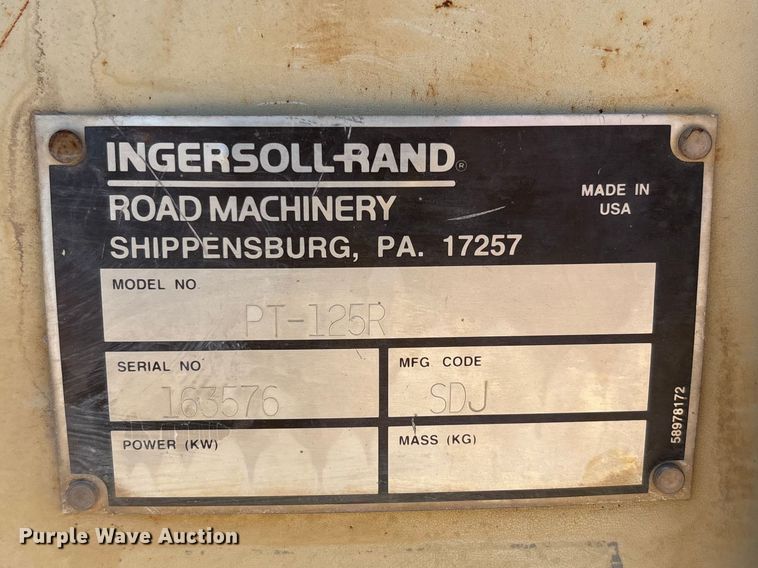 INGERSOLL-RAND®
ROAD MACHINERY
SHIPPENSBURG, PA. 17257
MADE IN
USA
MODEL NO.
PT-125R
SERIAL NO
163576
MFG CODE
SDJ
POWER (KW)
MASS (KG)
58978172
Purple Wave Auction